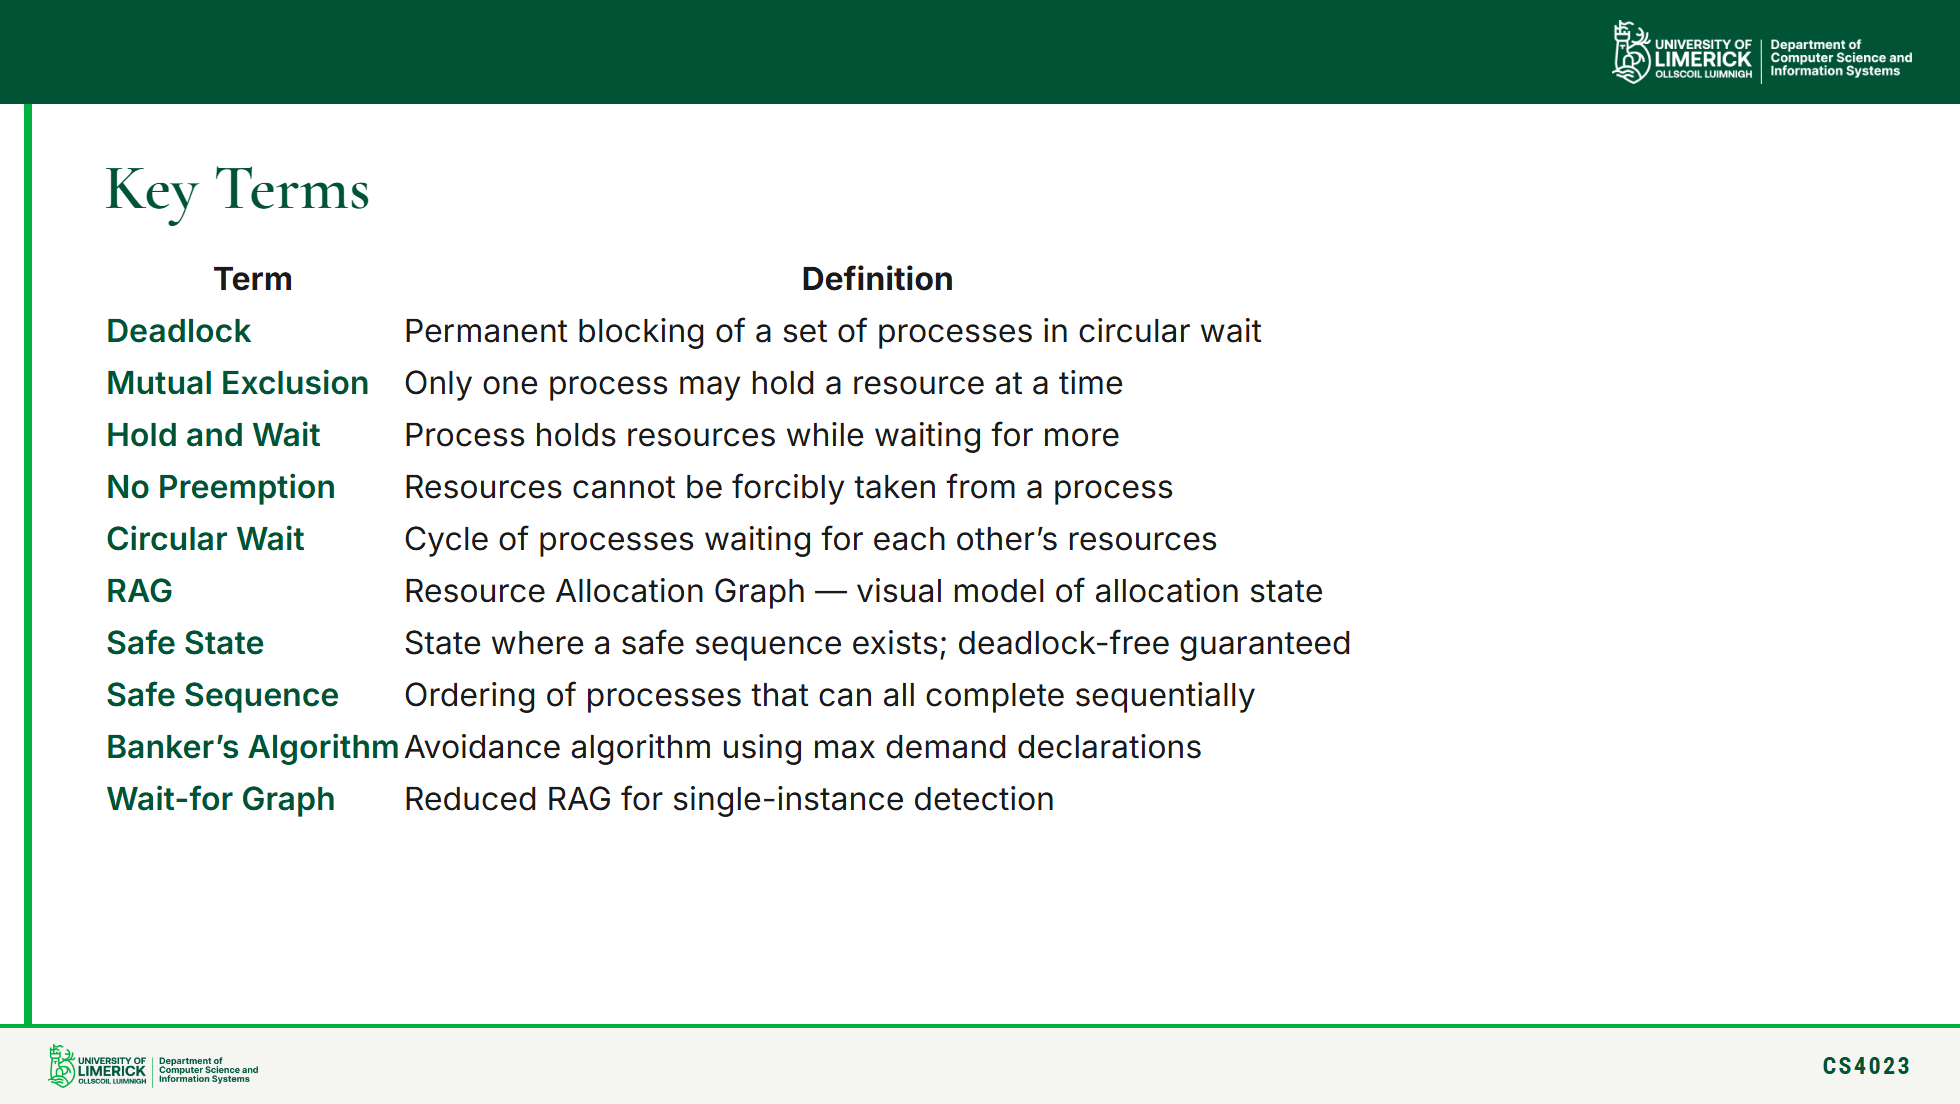 UNIVERSITY OF
LIMERICK
OLLSCOIL LUIMNIGH
Department of
Computer Science and
Information Systems
Key Terms
Term Definition
Deadlock Permanent blocking of a set of processes in circular wait
Mutual Exclusion Only one process may hold a resource at a time
Hold and Wait Process holds resources while waiting for more
No Preemption Resources cannot be forcibly taken from a process
Circular Wait Cycle of processes waiting for each other’s resources
RAG Resource Allocation Graph — visual model of allocation state
Safe State State where a safe sequence exists; deadlock-free guaranteed
Safe Sequence Ordering of processes that can all complete sequentially
Banker’s Algorithm Avoidance algorithm using max demand declarations
Wait-for Graph Reduced RAG for single-instance detection
UNIVERSITY OF
LIMERICK
OLLSCOIL LUIMNIGH
Department of
Computer Science and
Information Systems
CS4023